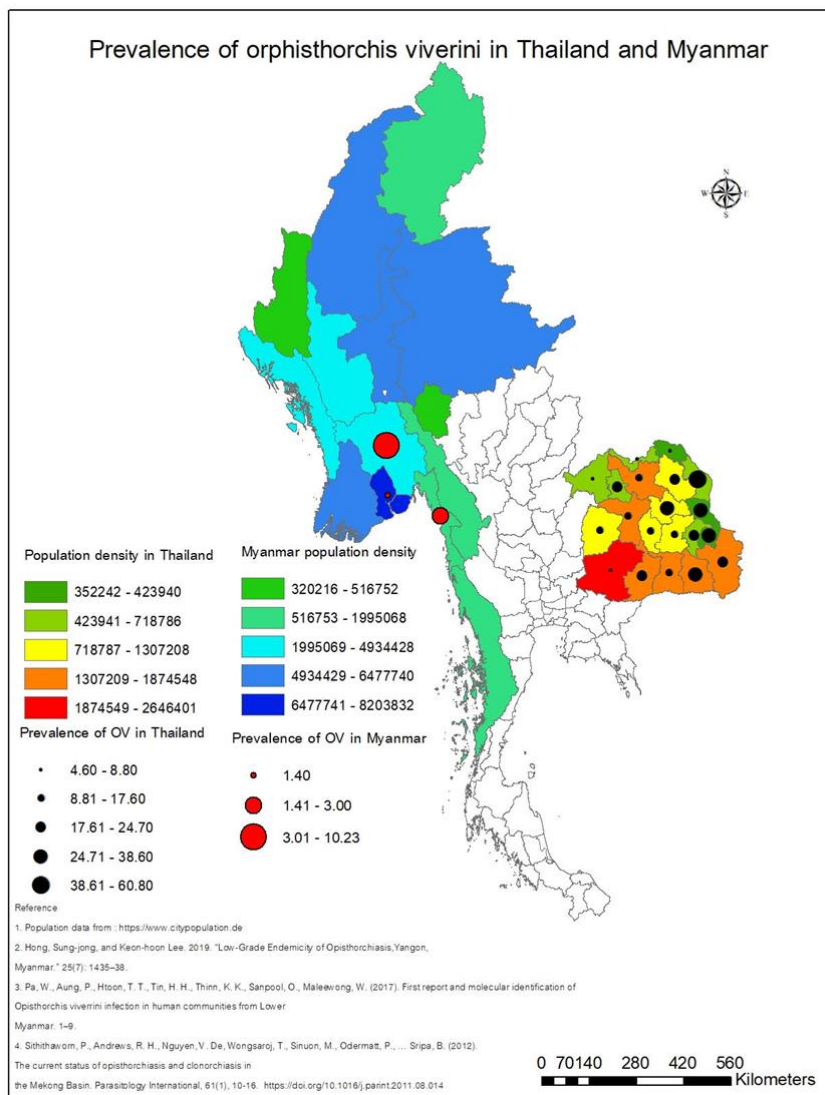 Prevalence of orphisthorchis viverini in Thailand and Myanmar
N
W E
S
Population density in Thailand
352242 - 423940
423941 - 718786
718787 - 1307208
1307209 - 1874548
1874549 - 2646401
Prevalence of OV in Thailand
4.60 - 8.80
8.81 - 17.60
17.61 - 24.70
24.71 - 38.60
38.61 - 60.80
Myanmar population density
320216 - 516752
516753 - 1995068
1995069 - 4934428
4934429 - 6477740
6477741 - 8203832
Prevalence of OV in Myanmar
1.40
1.41 - 3.00
3.01 - 10.23
Reference
1. Population data from : https://www.citypopulation.de
2. Hong, Sung-jong, and Keon-hoon Lee. 2019. "Low-Grade Endemicity of Opisthorchiasis,Yangon,
Myanmar." 25(7): 1435–38.
3. Pa, W., Aung, P., Htoon, T. T., Tin, H. H., Thinn, K. K., Sanpool, O., Maleewong, W. (2017). First report and molecular identification of
Opisthorchis viverrini infection in human communities from Lower
Myanmar. 1–9.
4. Sithithaworn, P., Andrews, R. H., Nguyen, V. De, Wongsaroj, T., Sinuon, M., Odermatt, P., ... Sripa, B. (2012).
The current status of opisthorchiasis and clonorchiasis in
the Mekong Basin. Parasitology International, 61(1), 10-16. https://doi.org/10.1016/j.parint.2011.08.014
0 70140 280 420 560
Kilometers